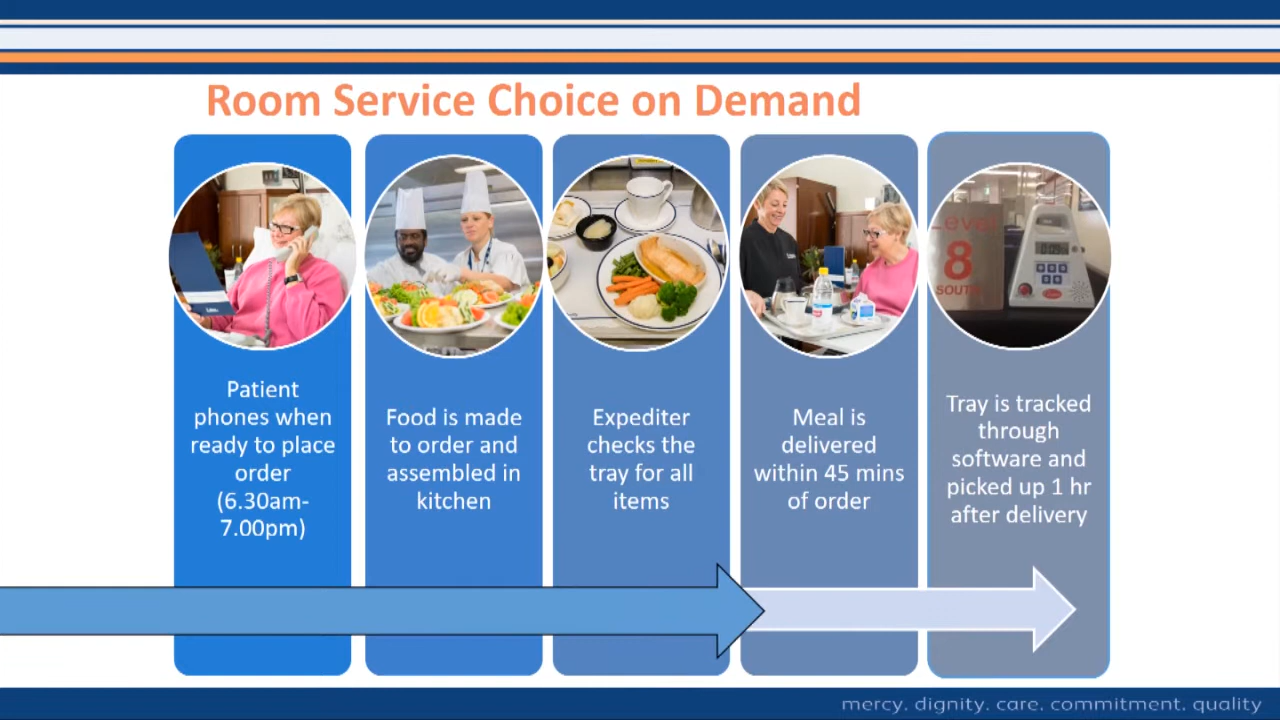 Room Service Choice on Demand
Patient
phones when
ready to place
order
(6.30am-
7.00pm)
Food is made
to order and
assembled in
kitchen
Expediter
checks the
tray for all
items
Meal is
delivered
within 45 mins
of order
Level
8
SOUTH
Tray is tracked
through
software and
picked up 1 hr
after delivery
mercy. dignity. care. commitment. quality